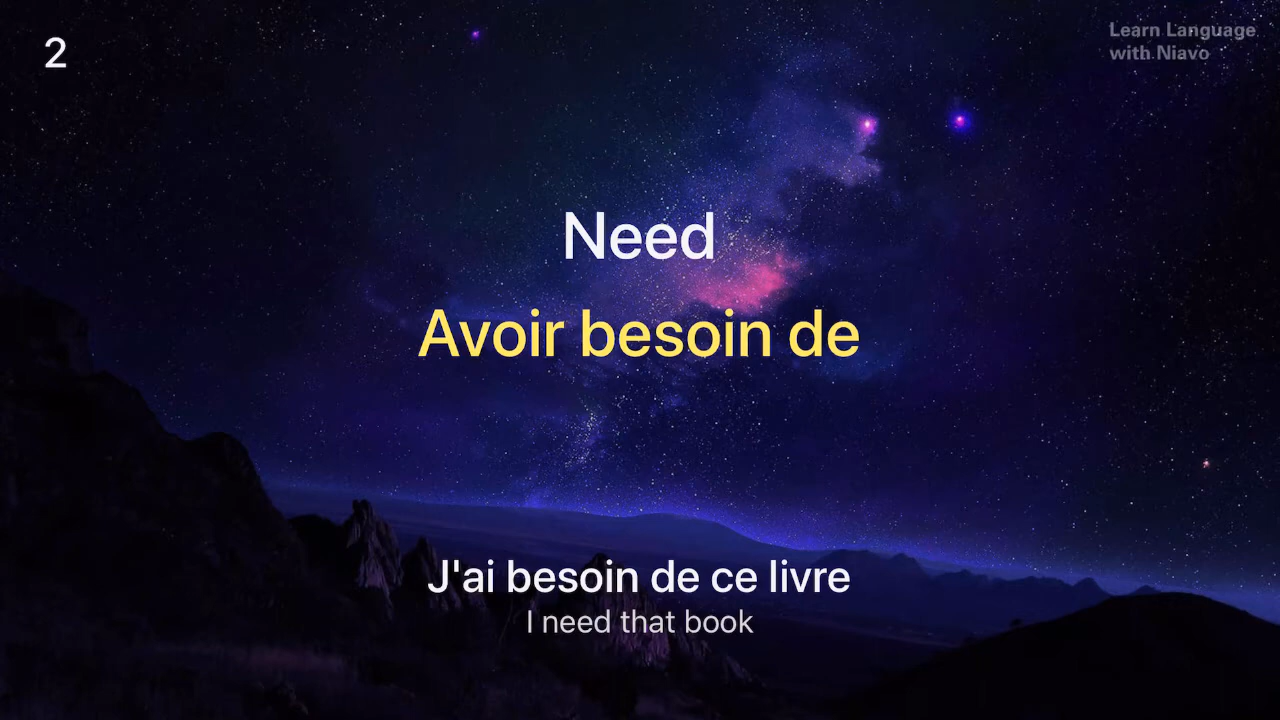 2
Learn Language
with Niavo
Need
Avoir besoin de
J'ai besoin de ce livre
I need that book